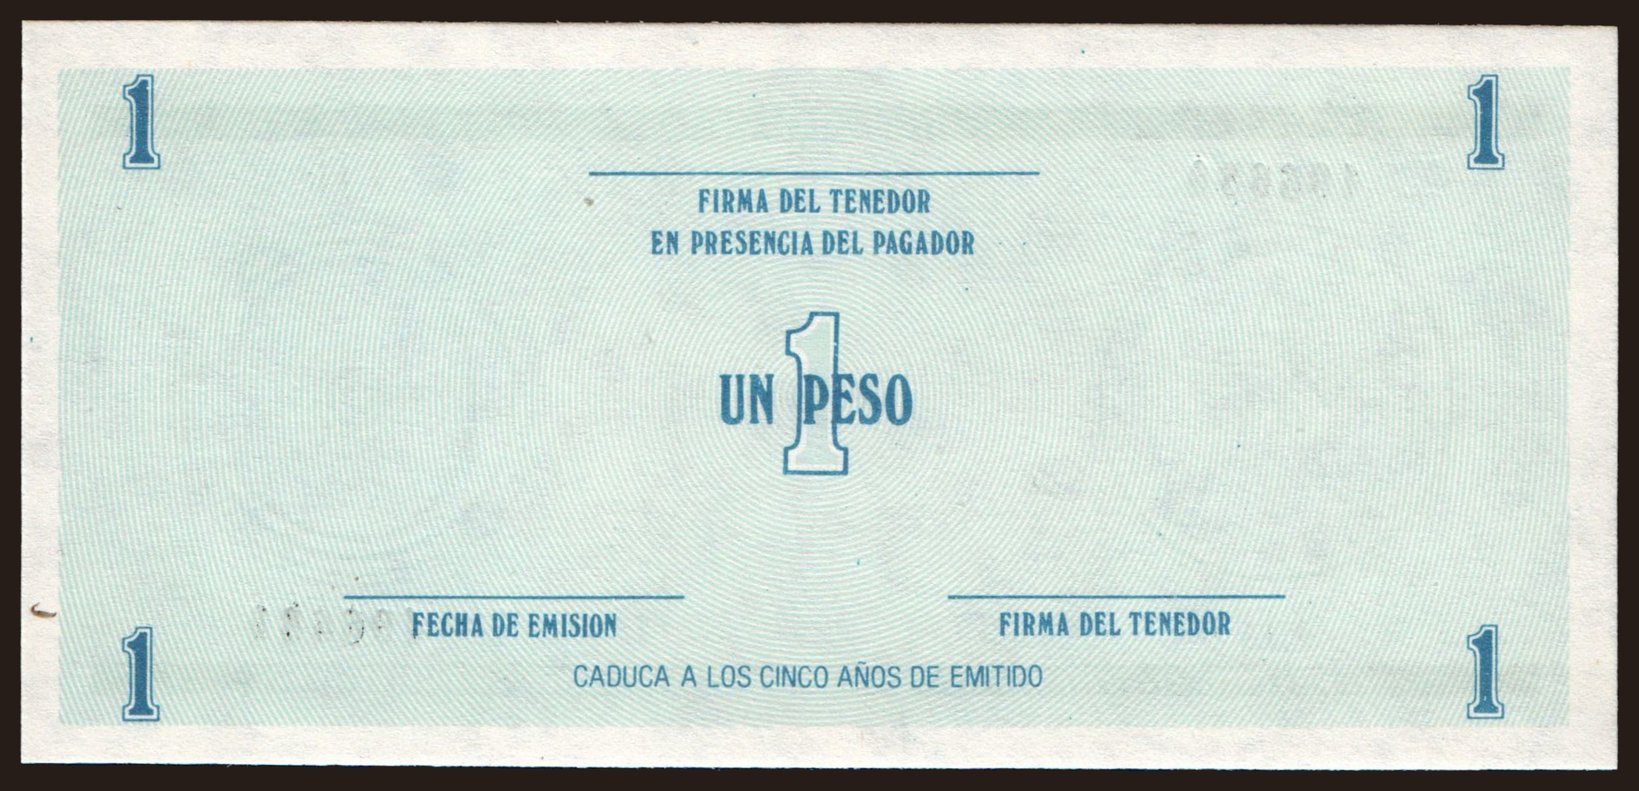 1 1
FIRMA DEL TENEDOR
EN PRESENCIA DEL PAGADOR
1
UN PESO
FECHA DE EMISION
FIRMA DEL TENEDOR
CADUCA A LOS CINCO AÑOS DE EMITIDO
1 1